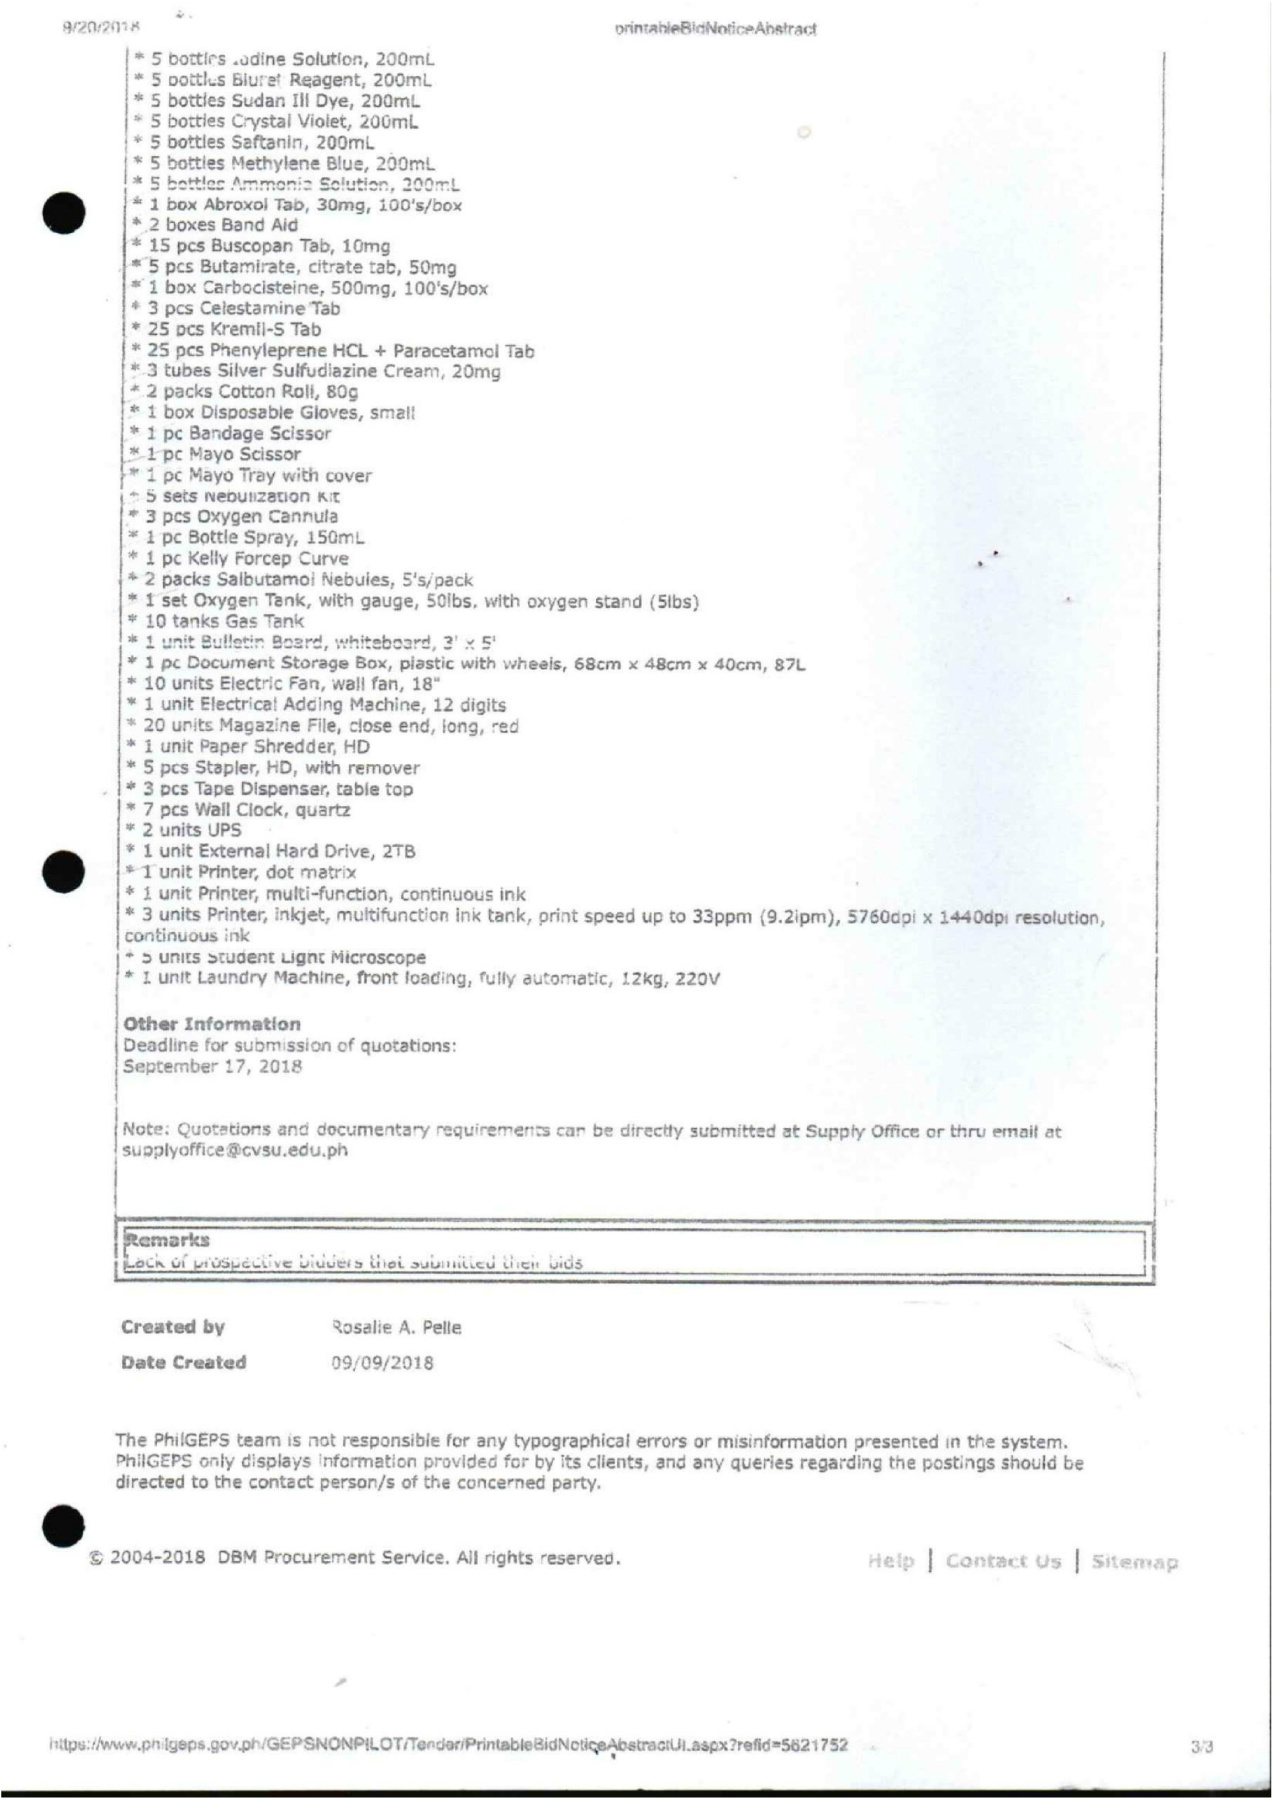 9/20/2018
printableBidNoticeAbstract
* 5 bottles Iodine Solution, 200mL
* 5 bottles Biuret Reagent, 200mL
* 5 bottles Sudan III Dye, 200mL
* 5 bottles Crystal Violet, 200mL
* 5 bottles Saftanin, 200mL
* 5 bottles Methylene Blue, 200mL
* 5 bottles Ammonia Solution, 200mL
* 1 box Abroxol Tab, 30mg, 100's/box
* 2 boxes Band Aid
* 15 pcs Buscopan Tab, 10mg
* 5 pcs Butamirate, citrate tab, 50mg
* 1 box Carbocisteine, 500mg, 100's/box
* 3 pcs Celestamine Tab
* 25 pcs Kremil-S Tab
* 25 pcs Phenyleprene HCL + Paracetamol Tab
* 3 tubes Silver Sulfudiazine Cream, 20mg
* 2 packs Cotton Roll, 80g
* 1 box Disposable Gloves, small
* 1 pc Bandage Scissor
* 1 pc Mayo Scissor
* 1 pc Mayo Tray with cover
* 5 sets Nebulization Kit
* 3 pcs Oxygen Cannula
* 1 pc Bottle Spray, 150mL
* 1 pc Kelly Forcep Curve
* 2 packs Salbutamol Nebules, 5's/pack
* 1 set Oxygen Tank, with gauge, 50lbs, with oxygen stand (5lbs)
* 10 tanks Gas Tank
* 1 unit Bulletin Board, whiteboard, 3' x 5'
* 1 pc Document Storage Box, plastic with wheels, 68cm x 48cm x 40cm, 87L
* 10 units Electric Fan, wall fan, 18"
* 1 unit Electrical Adding Machine, 12 digits
* 20 units Magazine File, close end, long, red
* 1 unit Paper Shredder, HD
* 5 pcs Stapler, HD, with remover
* 3 pcs Tape Dispenser, table top
* 7 pcs Wall Clock, quartz
* 2 units UPS
* 1 unit External Hard Drive, 2TB
* 1 unit Printer, dot matrix
* 1 unit Printer, multi-function, continuous ink
* 3 units Printer, inkjet, multifunction ink tank, print speed up to 33ppm (9.2ipm), 5760dpi x 1440dpi resolution,
continuous ink
* 5 units Student Light Microscope
* 1 unit Laundry Machine, front loading, fully automatic, 12kg, 220V
Other Information
Deadline for submission of quotations:
September 17, 2018
Note: Quotations and documentary requirements can be directly submitted at Supply Office or thru email at
supplyoffice@cvsu.edu.ph
Remarks
Lack of prospective bidders that submitted their bids
Created by Rosalie A. Pelle
Date Created 09/09/2018
The PhilGEPS team is not responsible for any typographical errors or misinformation presented in the system.
PhilGEPS only displays information provided for by its clients, and any queries regarding the postings should be
directed to the contact person/s of the concerned party.
© 2004-2018 DBM Procurement Service. All rights reserved.
Help | Contact Us | Sitemap
https://www.philgeps.gov.ph/GEPSNONPILOT/Tender/PrintableBidNoticeAbstractUI.aspx?refid=5621752
3/3